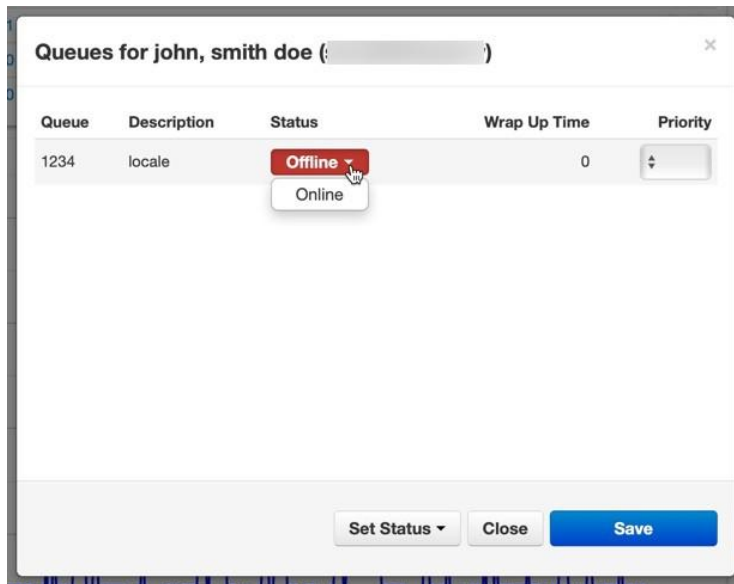 Queues for john, smith doe ( )
×
Queue Description Status Wrap Up Time Priority
1234 locale Offline 0
Online
Set Status Close Save